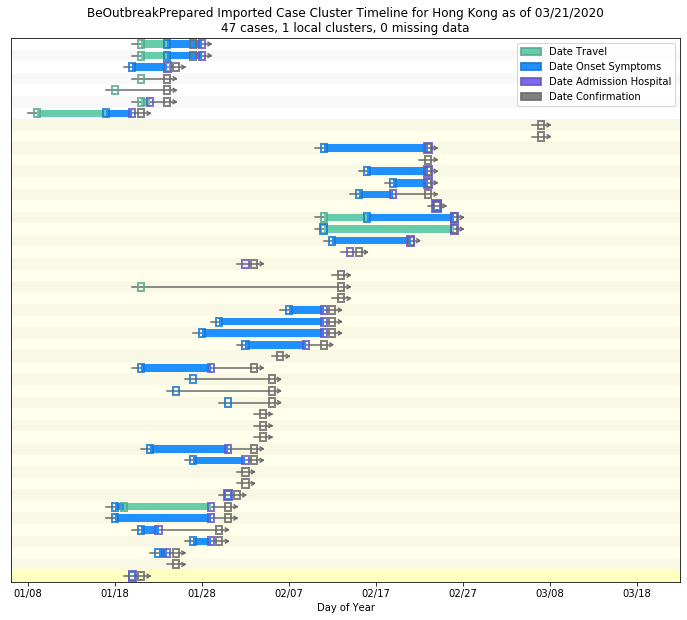 BeOutbreakPrepared Imported Case Cluster Timeline for Hong Kong as of 03/21/2020
47 cases, 1 local clusters, 0 missing data
Date Travel
Date Onset Symptoms
Date Admission Hospital
Date Confirmation
01/08 01/18 01/28 02/07 02/17 02/27 03/08 03/18
Day of Year